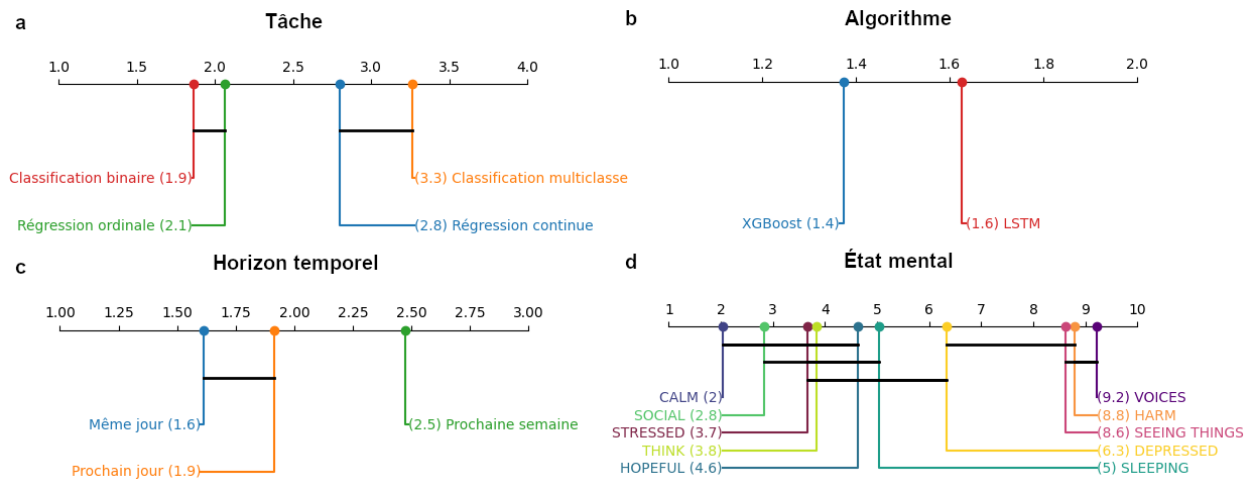 a
Tâche
1.0 1.5 2.0 2.5 3.0 3.5 4.0
Classification binaire (1.9)
(3.3) Classification multiclasse
Régression ordinale (2.1)
(2.8) Régression continue
b
Algorithme
1.0 1.2 1.4 1.6 1.8 2.0
XGBoost (1.4)
(1.6) LSTM
c
Horizon temporel
1.00 1.25 1.50 1.75 2.00 2.25 2.50 2.75 3.00
Même jour (1.6)
(2.5) Prochaine semaine
Prochain jour (1.9)
d
État mental
1 2 3 4 5 6 7 8 9 10
CALM (2)
(9.2) VOICES
SOCIAL (2.8)
(8.8) HARM
STRESSED (3.7)
(8.6) SEEING THINGS
THINK (3.8)
(6.3) DEPRESSED
HOPEFUL (4.6)
(5) SLEEPING